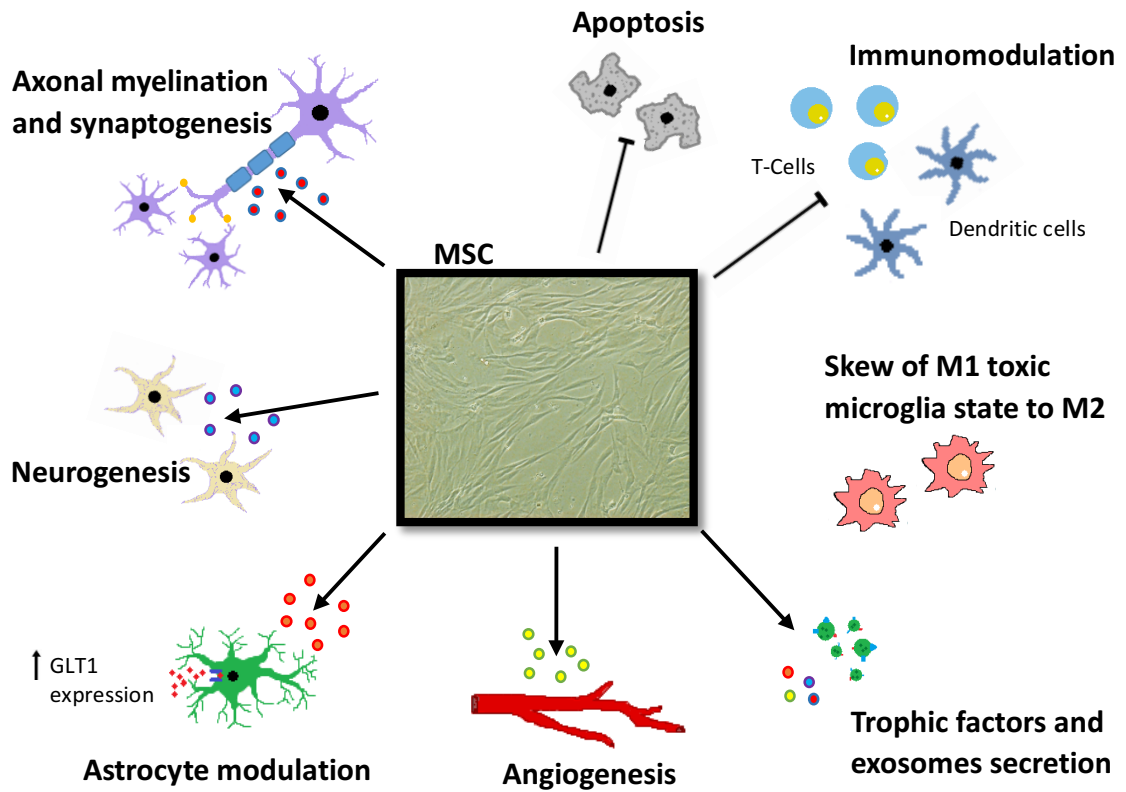 Apoptosis
Immunomodulation
Axonal myelination
and synaptogenesis
T-Cells
Dendritic cells
MSC
Skew of M1 toxic
microglia state to M2
Neurogenesis
GLT1
expression
Trophic factors and
exosomes secretion
Astrocyte modulation
Angiogenesis